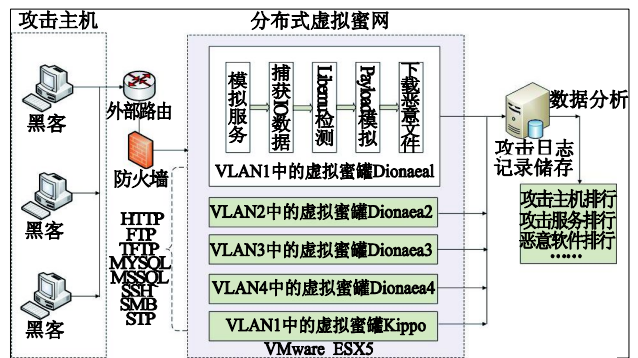 攻击主机
分布式虚拟蜜网
黑客
黑客
黑客
外部路由
防火墙
HTTP
FTP
TFTP
MYSQL
MSSQL
SSH
SMB
STP
模拟服务
捕获IO数据
Libemu检测
Payload模拟
下载恶意文件
VLAN1中的虚拟蜜罐Dionaea1
VLAN2中的虚拟蜜罐Dionaea2
VLAN3中的虚拟蜜罐Dionaea3
VLAN4中的虚拟蜜罐Dionaea4
VLAN1中的虚拟蜜罐Kippo
VMware ESX5
数据分析
攻击日志
记录储存
攻击主机排行
攻击服务排行
恶意软件排行
……